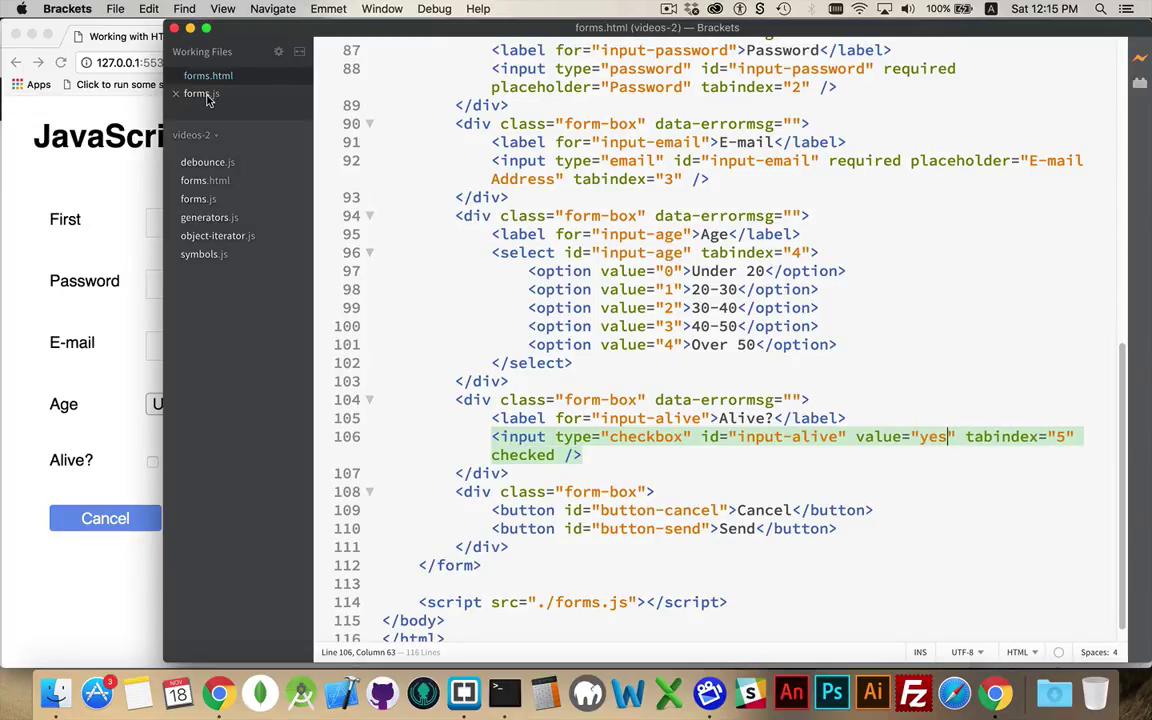 Brackets File Edit View Navigate Emmet Window Debug Help 100% A Sat 12:15 PM
Working with HT
127.0.0.1:553
Apps Click to run some s
JavaScri
First
Password
E-mail
Age U
Alive?
Cancel
forms.html (videos-2) — Brackets
Working Files
forms.html
forms.js
videos-2
debounce.js
forms.html
forms.js
generators.js
object-iterator.js
symbols.js
87 <label for="input-password">Password</label>
88 <input type="password" id="input-password" required
placeholder="Password" tabindex="2" />
89 </div>
90 <div class="form-box" data-errormsg="">
91 <label for="input-email">E-mail</label>
92 <input type="email" id="input-email" required placeholder="E-mail
Address" tabindex="3" />
93 </div>
94 <div class="form-box" data-errormsg="">
95 <label for="input-age">Age</label>
96 <select id="input-age" tabindex="4">
97 <option value="0">Under 20</option>
98 <option value="1">20-30</option>
99 <option value="2">30-40</option>
100 <option value="3">40-50</option>
101 <option value="4">Over 50</option>
102 </select>
103 </div>
104 <div class="form-box" data-errormsg="">
105 <label for="input-alive">Alive?</label>
106 <input type="checkbox" id="input-alive" value="yes" tabindex="5"
checked />
107 </div>
108 <div class="form-box">
109 <button id="button-cancel">Cancel</button>
110 <button id="button-send">Send</button>
111 </div>
112 </form>
113
114 <script src="./forms.js"></script>
115 </body>
116 </html>
Line 106, Column 63 — 116 Lines
INS UTF-8 HTML Spaces: 4
3 NOV 18 W X S An Ps Ai Fz